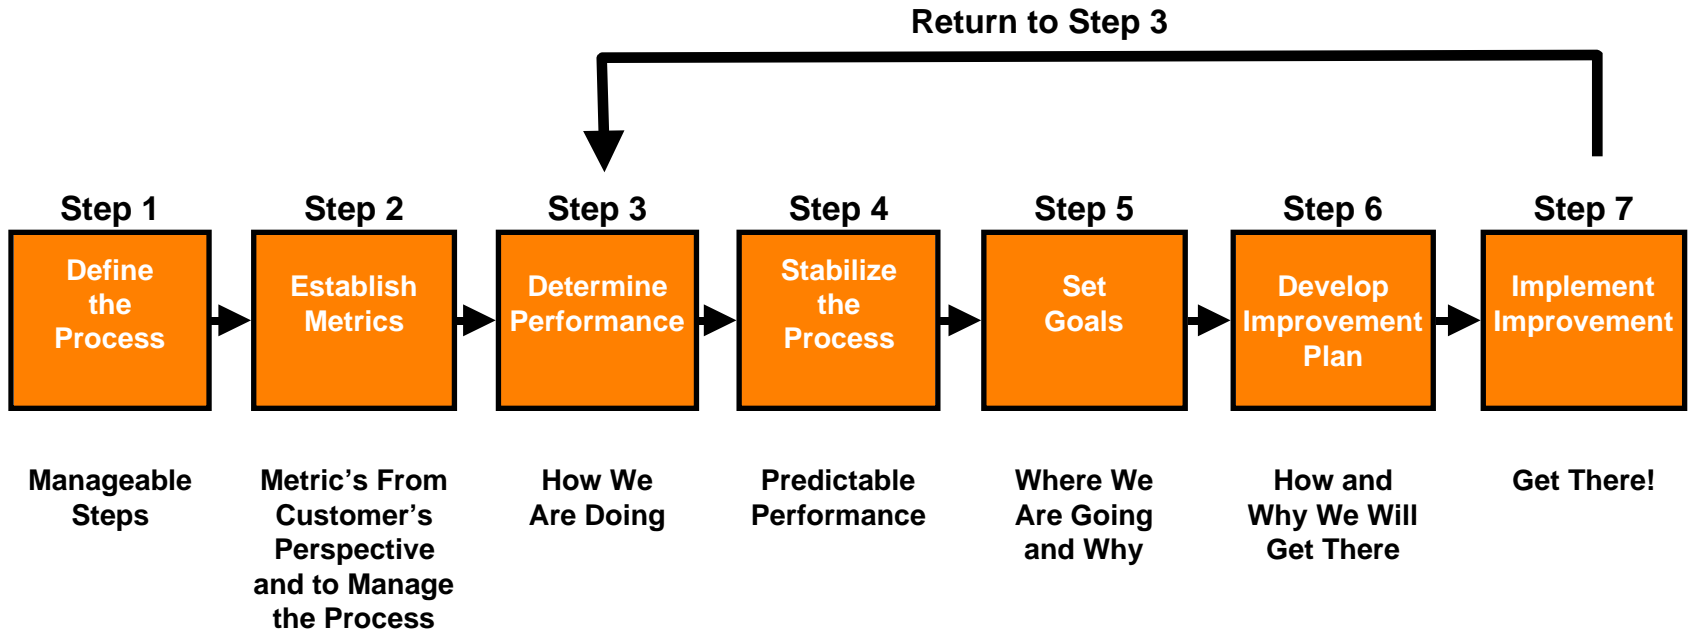 Return to Step 3
Step 1
Define
the
Process
Manageable
Steps
Step 2
Establish
Metrics
Metric’s From
Customer’s
Perspective
and to Manage
the Process
Step 3
Determine
Performance
How We
Are Doing
Step 4
Stabilize
the
Process
Predictable
Performance
Step 5
Set
Goals
Where We
Are Going
and Why
Step 6
Develop
Improvement
Plan
How and
Why We Will
Get There
Step 7
Implement
Improvement
Get There!